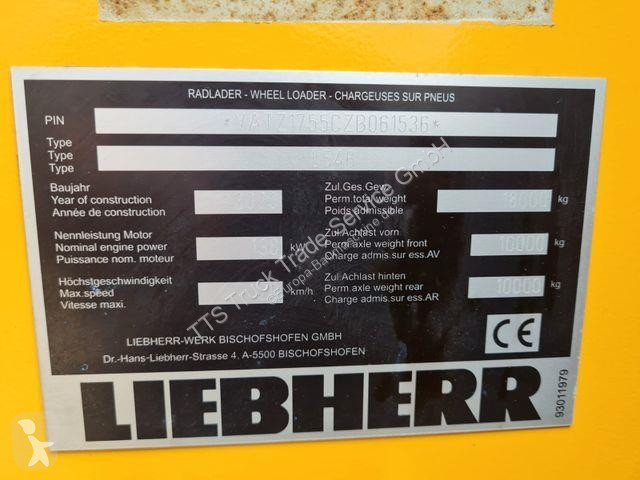 RADLADER - WHEEL LOADER - CHARGEUSES SUR PNEUS
PIN *VATZ1755CZB061536*
Type
Type L546
Type
Baujahr
Year of construction
Année de construction
Nennleistung Motor
Nominal engine power 138 kW
Puissance nom. moteur
Höchstgeschwindigkeit
Max.speed km/h
Vitesse maxi.
Zul.Ges.Gew.
Perm.total weight 18000 kg
Poids admissible
Zul.Achlast vorn
Perm.axle weight front 10000 kg
Charge admis.sur ess.AV
Zul.Achlast hinten
Perm.axle weight rear 10000 kg
Charge admis.sur ess.AR
LIEBHERR-WERK BISCHOFSHOFEN GMBH
Dr.-Hans-Liebherr-Strasse 4, A-5500 BISCHOFSHOFEN
CE
LIEBHERR
93011979
TTS Truck Trade Service GmbH